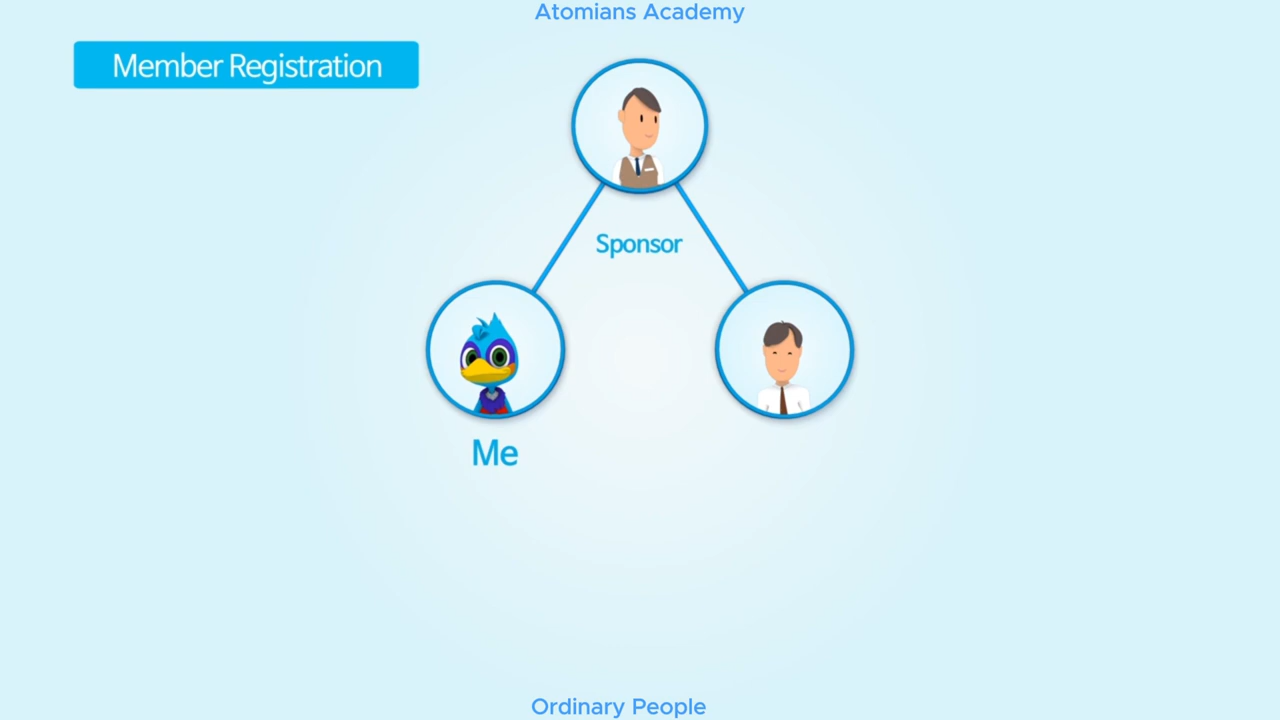 Atomians Academy
Member Registration
Sponsor
Me
Ordinary People